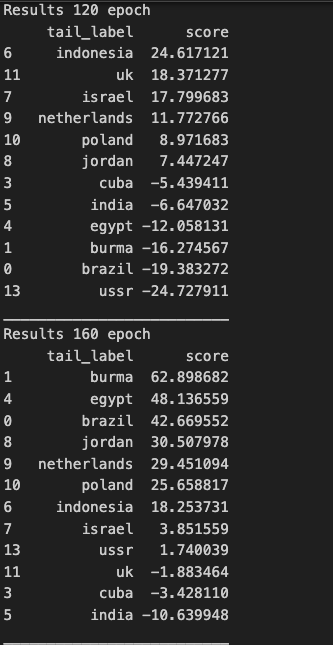 Results 120 epoch
tail_label score
6 indonesia 24.617121
11 uk 18.371277
7 israel 17.799683
9 netherlands 11.772766
10 poland 8.971683
8 jordan 7.447247
3 cuba -5.439411
5 india -6.647032
4 egypt -12.058131
1 burma -16.274567
0 brazil -19.383272
13 ussr -24.727911
Results 160 epoch
tail_label score
1 burma 62.898682
4 egypt 48.136559
0 brazil 42.669552
8 jordan 30.507978
9 netherlands 29.451094
10 poland 25.658817
6 indonesia 18.253731
7 israel 3.851559
13 ussr 1.740039
11 uk -1.883464
3 cuba -3.428110
5 india -10.639948